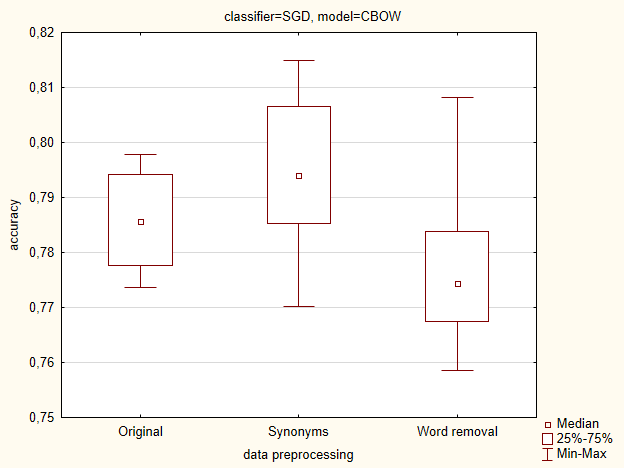 classifier=SGD, model=CBOW
0,82
0,81
0,80
0,79
0,78
0,77
0,76
0,75
accuracy
Original Synonyms Word removal
data preprocessing
Median
25%-75%
Min-Max